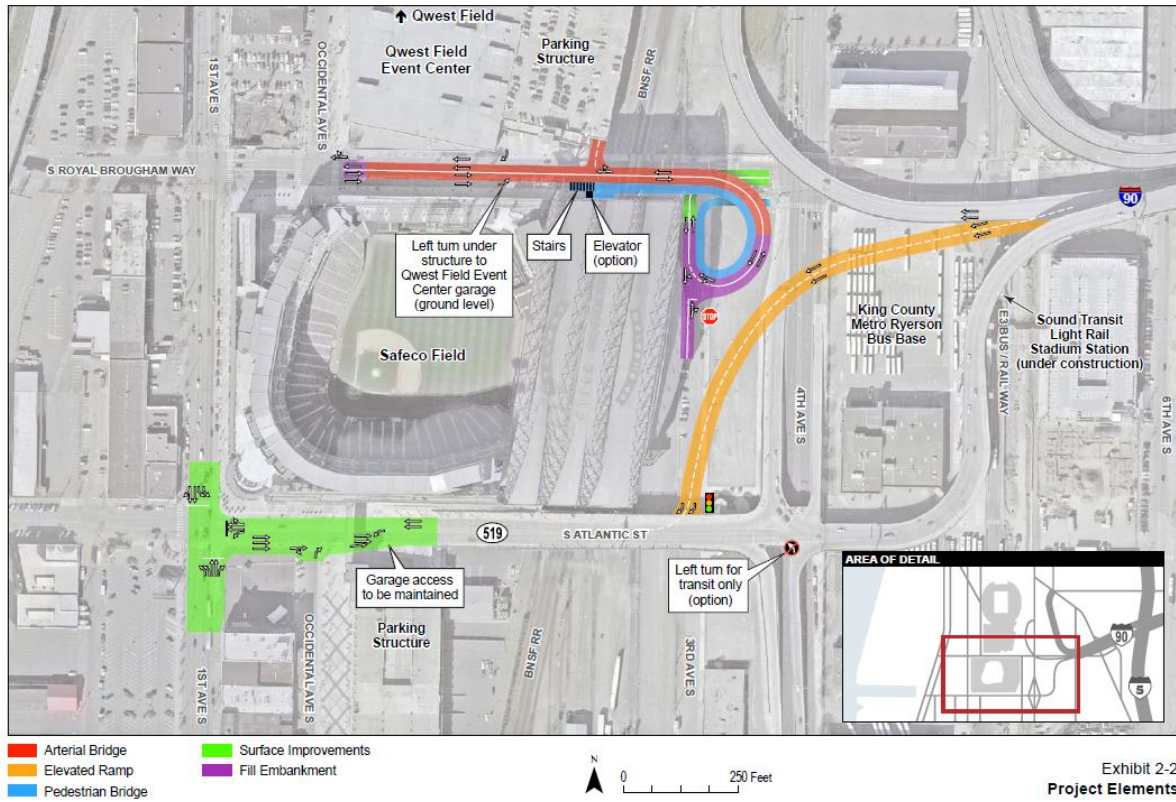 Qwest Field
Qwest Field
Event Center
Parking
Structure
BNSF RR
1ST AVE S
OCCIDENTAL AVE S
S ROYAL BROUGHAM WAY
90
Left turn under
structure to
Qwest Field Event
Center garage
(ground level)
Stairs
Elevator
(option)
STOP
King County
Metro Ryerson
Bus Base
Sound Transit
Light Rail
Stadium Station
(under construction)
E3 BUS / RAIL WAY
Safeco Field
4TH AVE S
6TH AVE S
519
S ATLANTIC ST
Garage access
to be maintained
Left turn for
transit only
(option)
Parking
Structure
1ST AVE S
OCCIDENTAL AVE S
BNSF RR
3RD AVE S
AREA OF DETAIL
90
5
Arterial Bridge
Elevated Ramp
Pedestrian Bridge
Surface Improvements
Fill Embankment
N
0 250 Feet
Exhibit 2-2
Project Elements